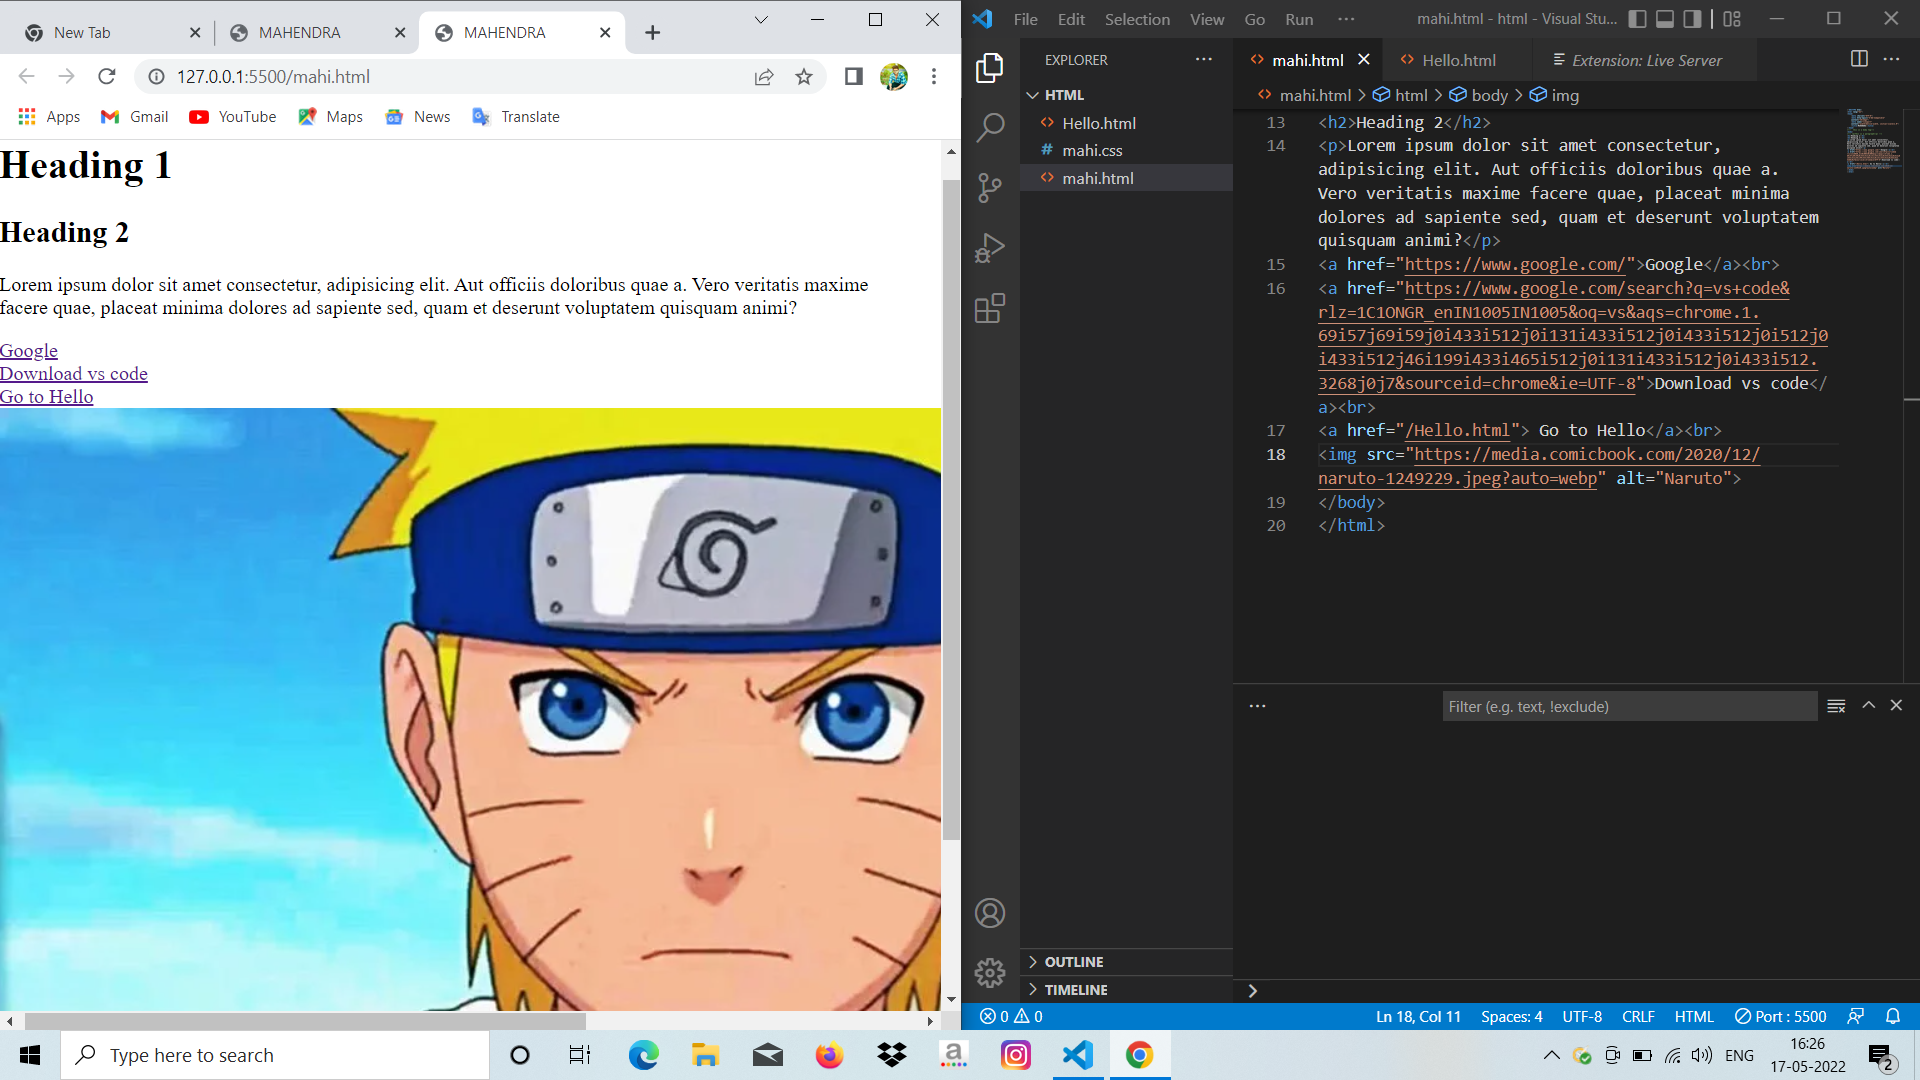 New Tab
MAHENDRA
MAHENDRA
127.0.0.1:5500/mahi.html
Apps
Gmail
YouTube
Maps
News
Translate
Heading 1
Heading 2
Lorem ipsum dolor sit amet consectetur, adipisicing elit. Aut officiis doloribus quae a. Vero veritatis maxime
facere quae, placeat minima dolores ad sapiente sed, quam et deserunt voluptatem quisquam animi?
Google
Download vs code
Go to Hello
File Edit Selection View Go Run ···
mahi.html - html - Visual Stu...
EXPLORER
HTML
Hello.html
# mahi.css
mahi.html
OUTLINE
TIMELINE
mahi.html
Hello.html
Extension: Live Server
mahi.html > html > body > img
13 <h2>Heading 2</h2>
14 <p>Lorem ipsum dolor sit amet consectetur,
adipisicing elit. Aut officiis doloribus quae a.
Vero veritatis maxime facere quae, placeat minima
dolores ad sapiente sed, quam et deserunt voluptatem
quisquam animi?</p>
15 <a href="https://www.google.com/">Google</a><br>
16 <a href="https://www.google.com/search?q=vs+code&
rlz=1C1ONGR_enIN1005IN1005&oq=vs&aqs=chrome.1.
69i57j69i59j0i433i512j0i131i433i512j0i433i512j0i512j0
i433i512j46i199i433i465i512j0i131i433i512j0i433i512.
3268j0j7&sourceid=chrome&ie=UTF-8">Download vs code</
a><br>
17 <a href="/Hello.html"> Go to Hello</a><br>
18 <img src="https://media.comicbook.com/2020/12/
naruto-1249229.jpeg?auto=webp" alt="Naruto">
19 </body>
20 </html>
Filter (e.g. text, !exclude)
0 0
Ln 18, Col 11
Spaces: 4
UTF-8
CRLF
HTML
Port : 5500
Type here to search
ENG
16:26
17-05-2022
2